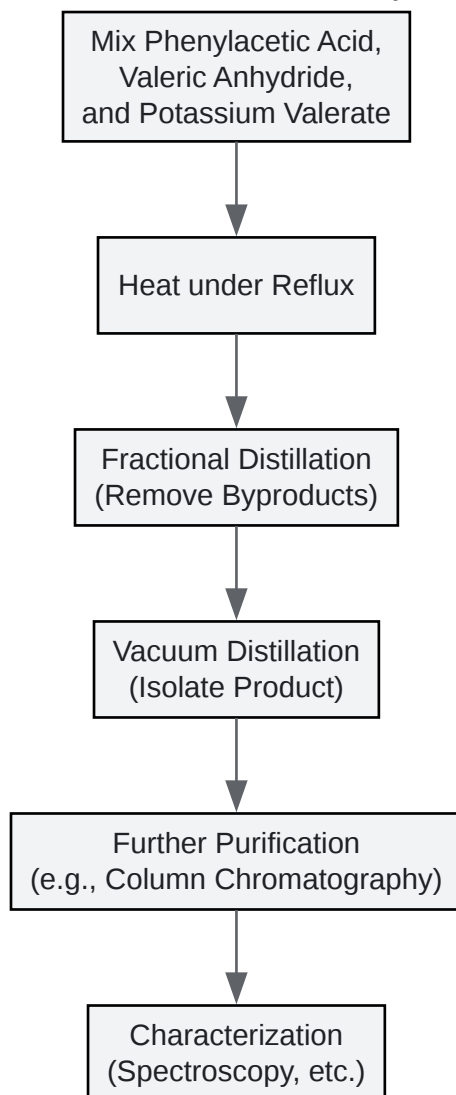 Mix Phenylacetic Acid,
Valeric Anhydride,
and Potassium Valerate
Heat under Reflux
Fractional Distillation
(Remove Byproducts)
Vacuum Distillation
(Isolate Product)
Further Purification
(e.g., Column Chromatography)
Characterization
(Spectroscopy, etc.)